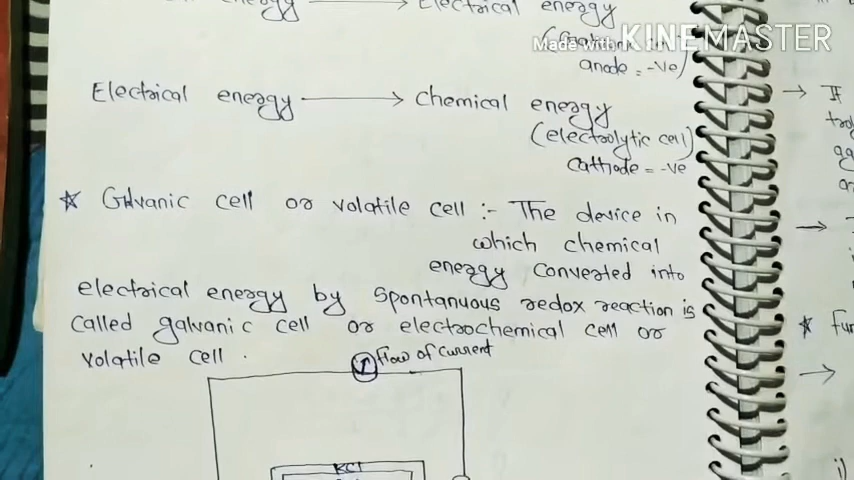 energy → Electrical energy
Made with KINEMASTER
anode = -ve)
Electrical energy → Chemical energy
(electrolytic cell)
Cathode = -ve
☆ Galvanic cell or volatile cell :- The device in
which chemical
energy converted into
electrical energy by spontanuous redox reaction is
called galvanic cell or electrochemical cell or
volatile cell .
Flow of current
KCl